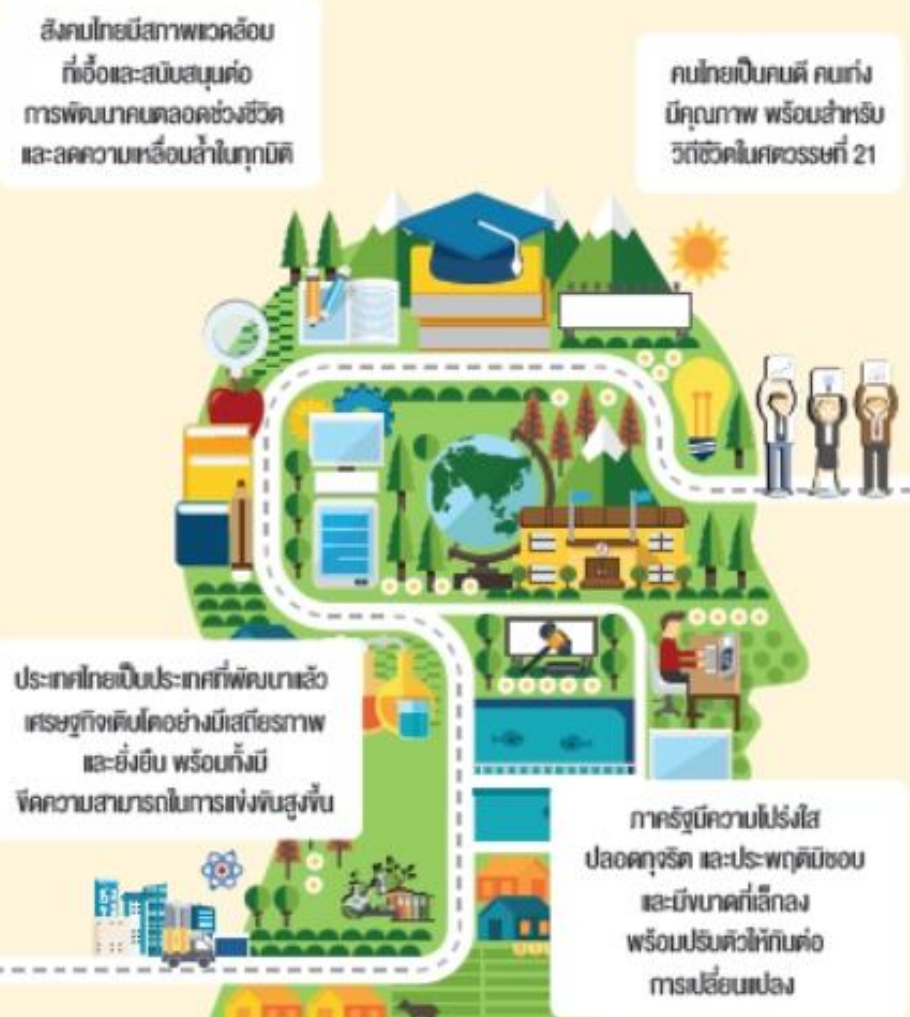 สังคมไทยมีสภาพแวดล้อม
ที่เอื้อและสนับสนุนต่อ
การพัฒนาคนตลอดช่วงชีวิต
และลดความเหลื่อมล้ำในทุกมิติ
คนไทยเป็นคนดี คนเก่ง
มีคุณภาพ พร้อมสำหรับ
วิถีชีวิตในศตวรรษที่ 21
ประเทศไทยเป็นประเทศที่พัฒนาแล้ว
เศรษฐกิจเติบโตอย่างมีเสถียรภาพ
และยั่งยืน พร้อมทั้งมี
ขีดความสามารถในการแข่งขันสูงขึ้น
ภาครัฐมีความโปร่งใส
ปลอดทุจริต และประพฤติมิชอบ
และมีขนาดที่เล็กลง
พร้อมปรับตัวให้ทันต่อ
การเปลี่ยนแปลง